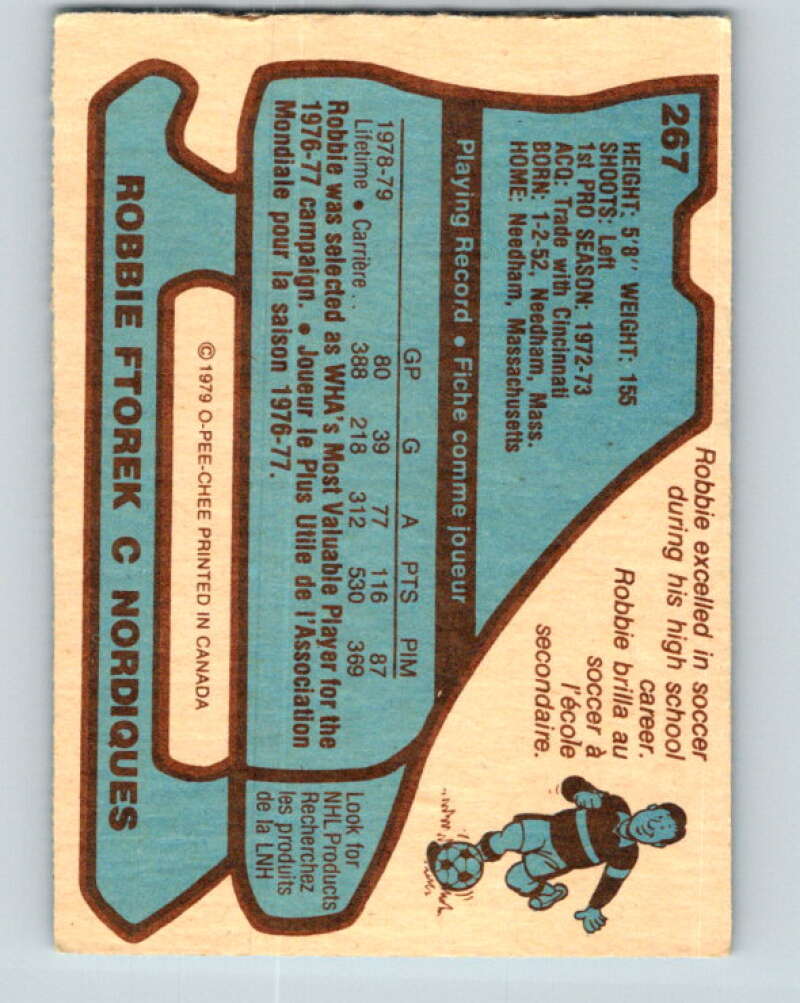 267
HEIGHT: 5'8" WEIGHT: 155
SHOOTS: Left
1st PRO SEASON: 1972-73
ACQ: Trade with Cincinnati
BORN: 1-2-52, Needham, Mass.
HOME: Needham, Massachusetts
Robbie excelled in soccer
during his high school
career.
Robbie brilla au
soccer à
l'école
secondaire.
Playing Record • Fiche comme joueur
GP G A PTS PIM
1978-79 80 39 77 116 87
Lifetime • Carrière . . 388 218 312 530 369
Robbie was selected as WHA's Most Valuable Player for the
1976-77 campaign. • Joueur le Plus Utile de l'Association
Mondiale pour la saison 1976-77.
Look for
NHL Products
Recherchez
les produits
de la LNH
© 1979 O-PEE-CHEE PRINTED IN CANADA
ROBBIE FTOREK C NORDIQUES